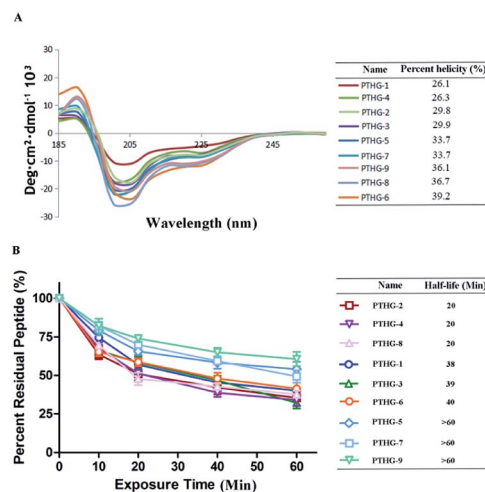 A
30
20
10
0
-10
-20
-30
185
205
225
245
Deg·cm²·dmol⁻¹ 10³
Wavelength (nm)
Name Percent helicity (%)
PTHG-1 26.1
PTHG-4 26.3
PTHG-2 29.8
PTHG-3 29.9
PTHG-5 33.7
PTHG-7 33.7
PTHG-9 36.1
PTHG-8 36.7
PTHG-6 39.2
B
100
75
50
25
0
0 10 20 30 40 50 60
Percent Residual Peptide (%)
Exposure Time (Min)
Name Half-life (Min)
PTHG-2 20
PTHG-4 20
PTHG-8 20
PTHG-1 38
PTHG-3 39
PTHG-6 40
PTHG-5 >60
PTHG-7 >60
PTHG-9 >60